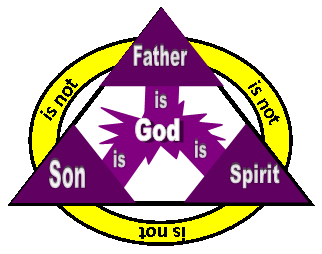 Father
is not
is not
is
God
is
is
Son
Spirit
is not